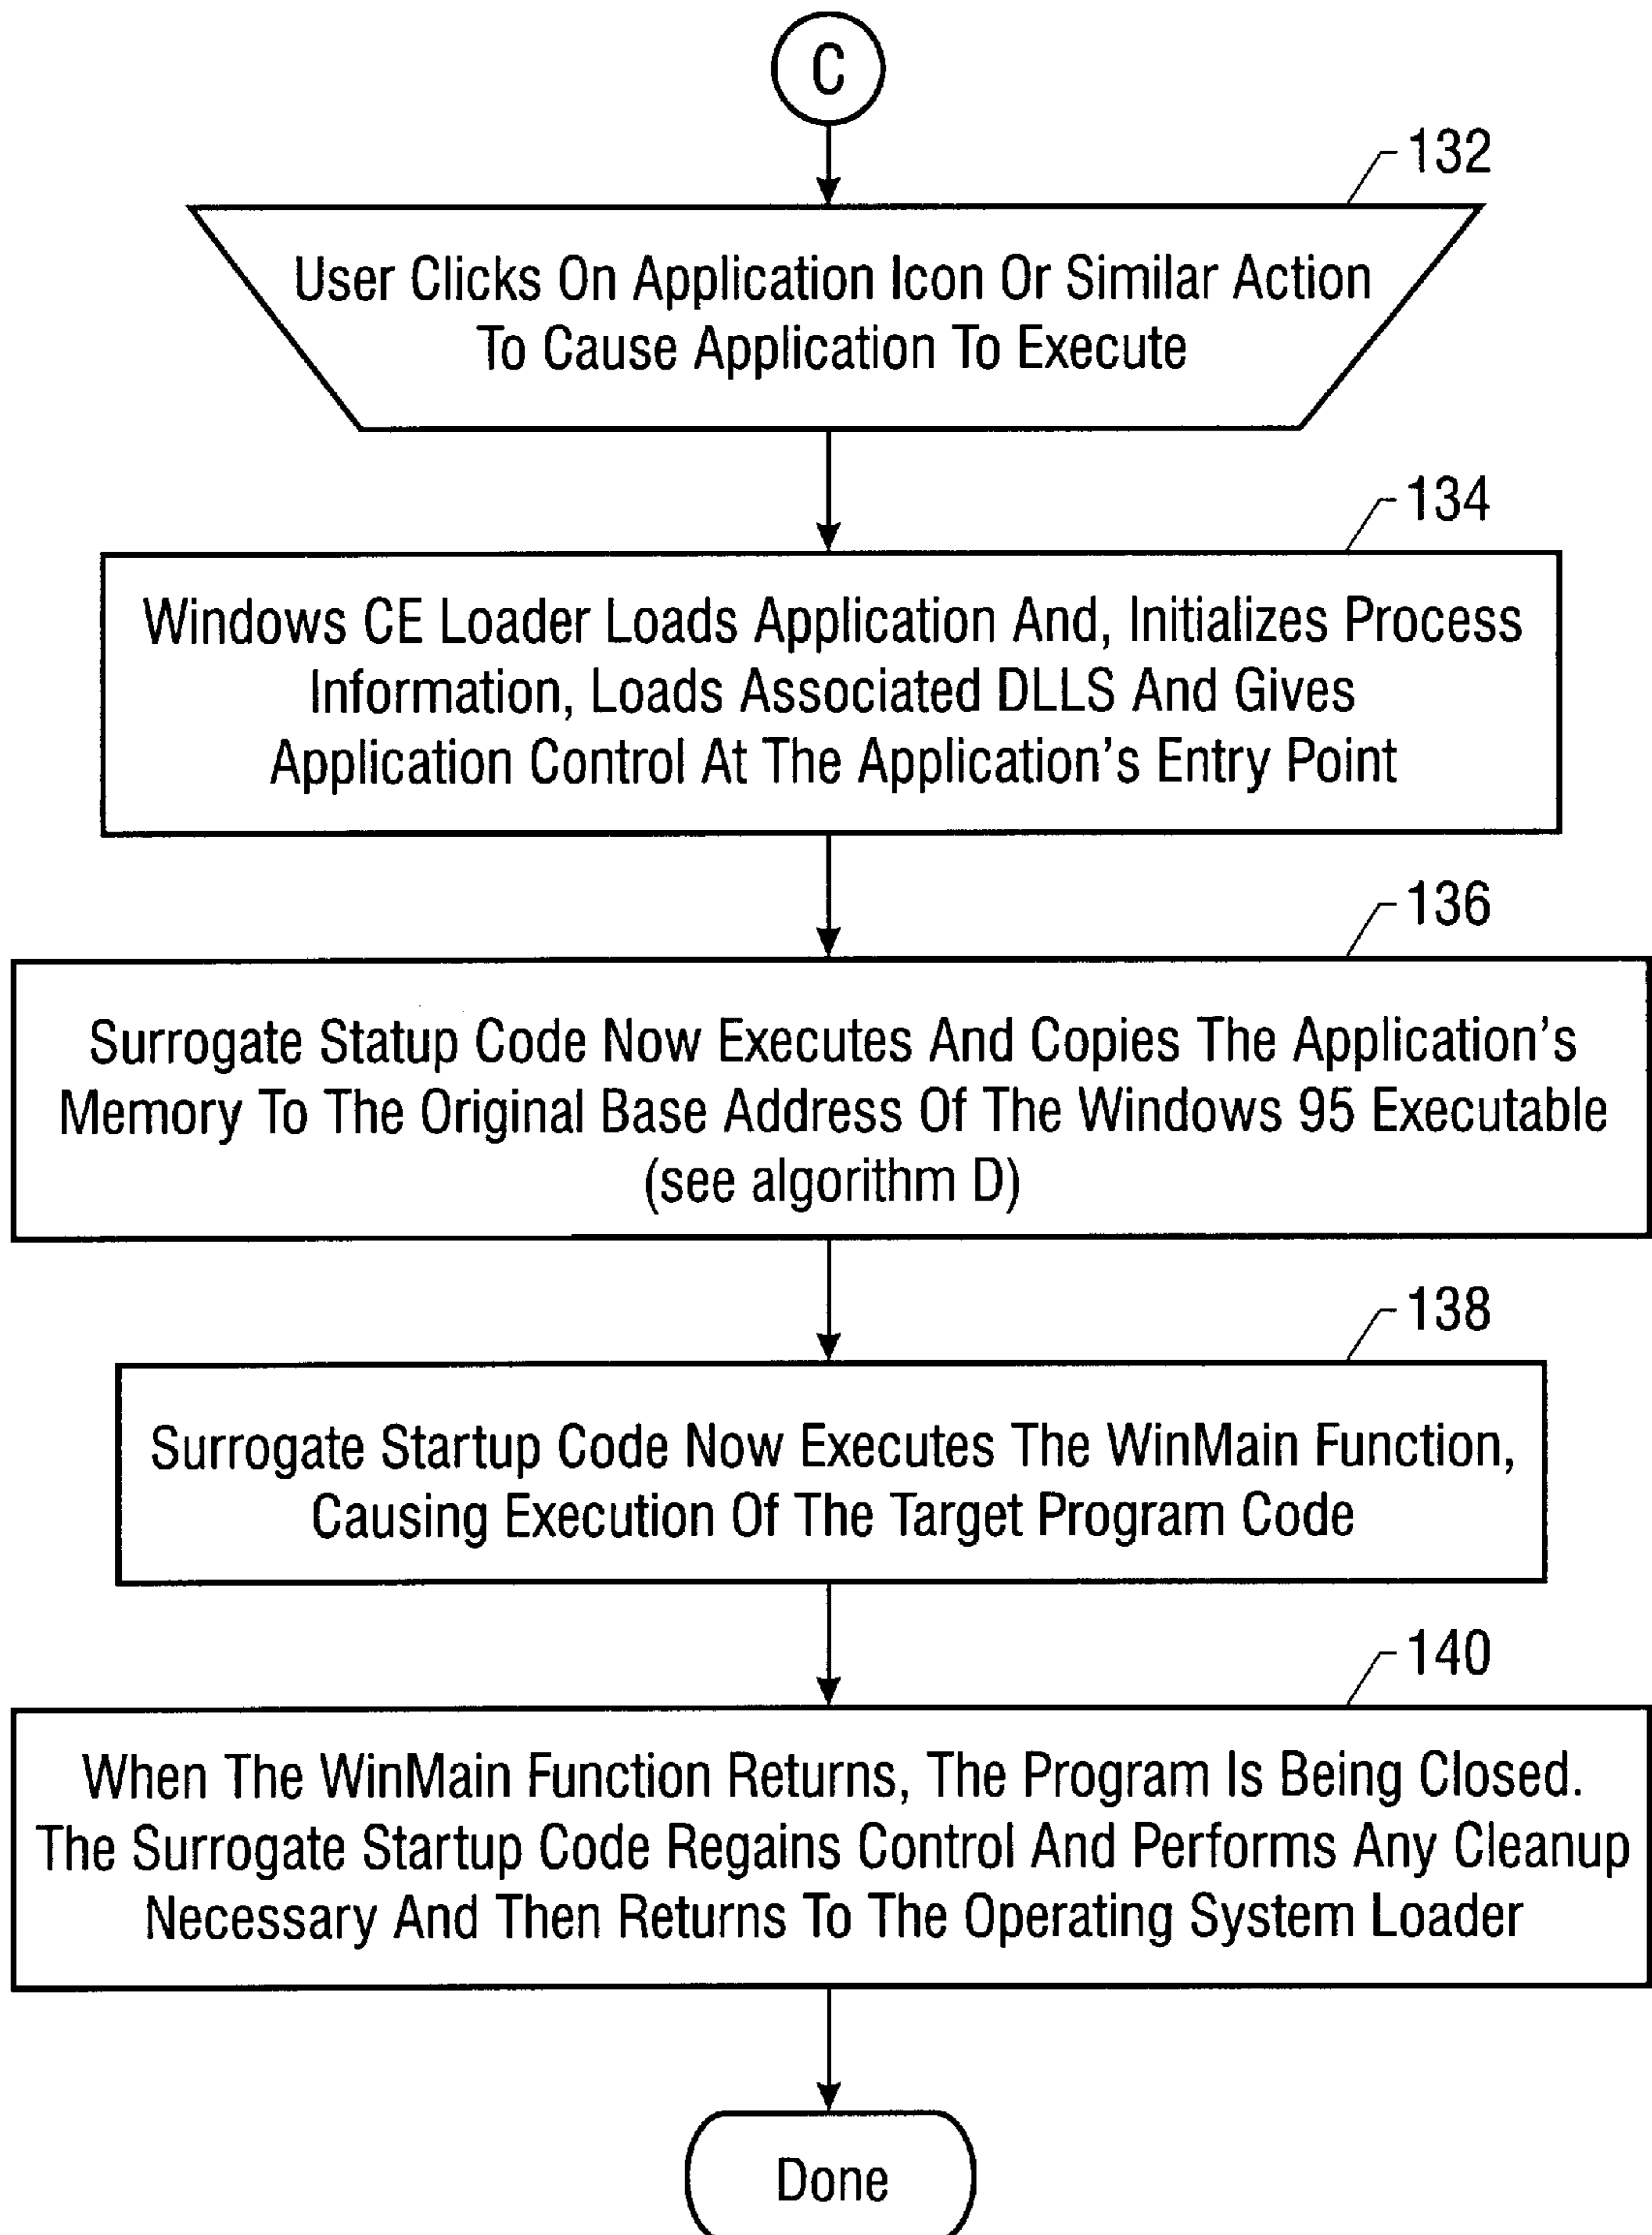 C
132
User Clicks On Application Icon Or Similar Action
To Cause Application To Execute
134
Windows CE Loader Loads Application And, Initializes Process
Information, Loads Associated DLLS And Gives
Application Control At The Application's Entry Point
136
Surrogate Statup Code Now Executes And Copies The Application's
Memory To The Original Base Address Of The Windows 95 Executable
(see algorithm D)
138
Surrogate Startup Code Now Executes The WinMain Function,
Causing Execution Of The Target Program Code
140
When The WinMain Function Returns, The Program Is Being Closed.
The Surrogate Startup Code Regains Control And Performs Any Cleanup
Necessary And Then Returns To The Operating System Loader
Done